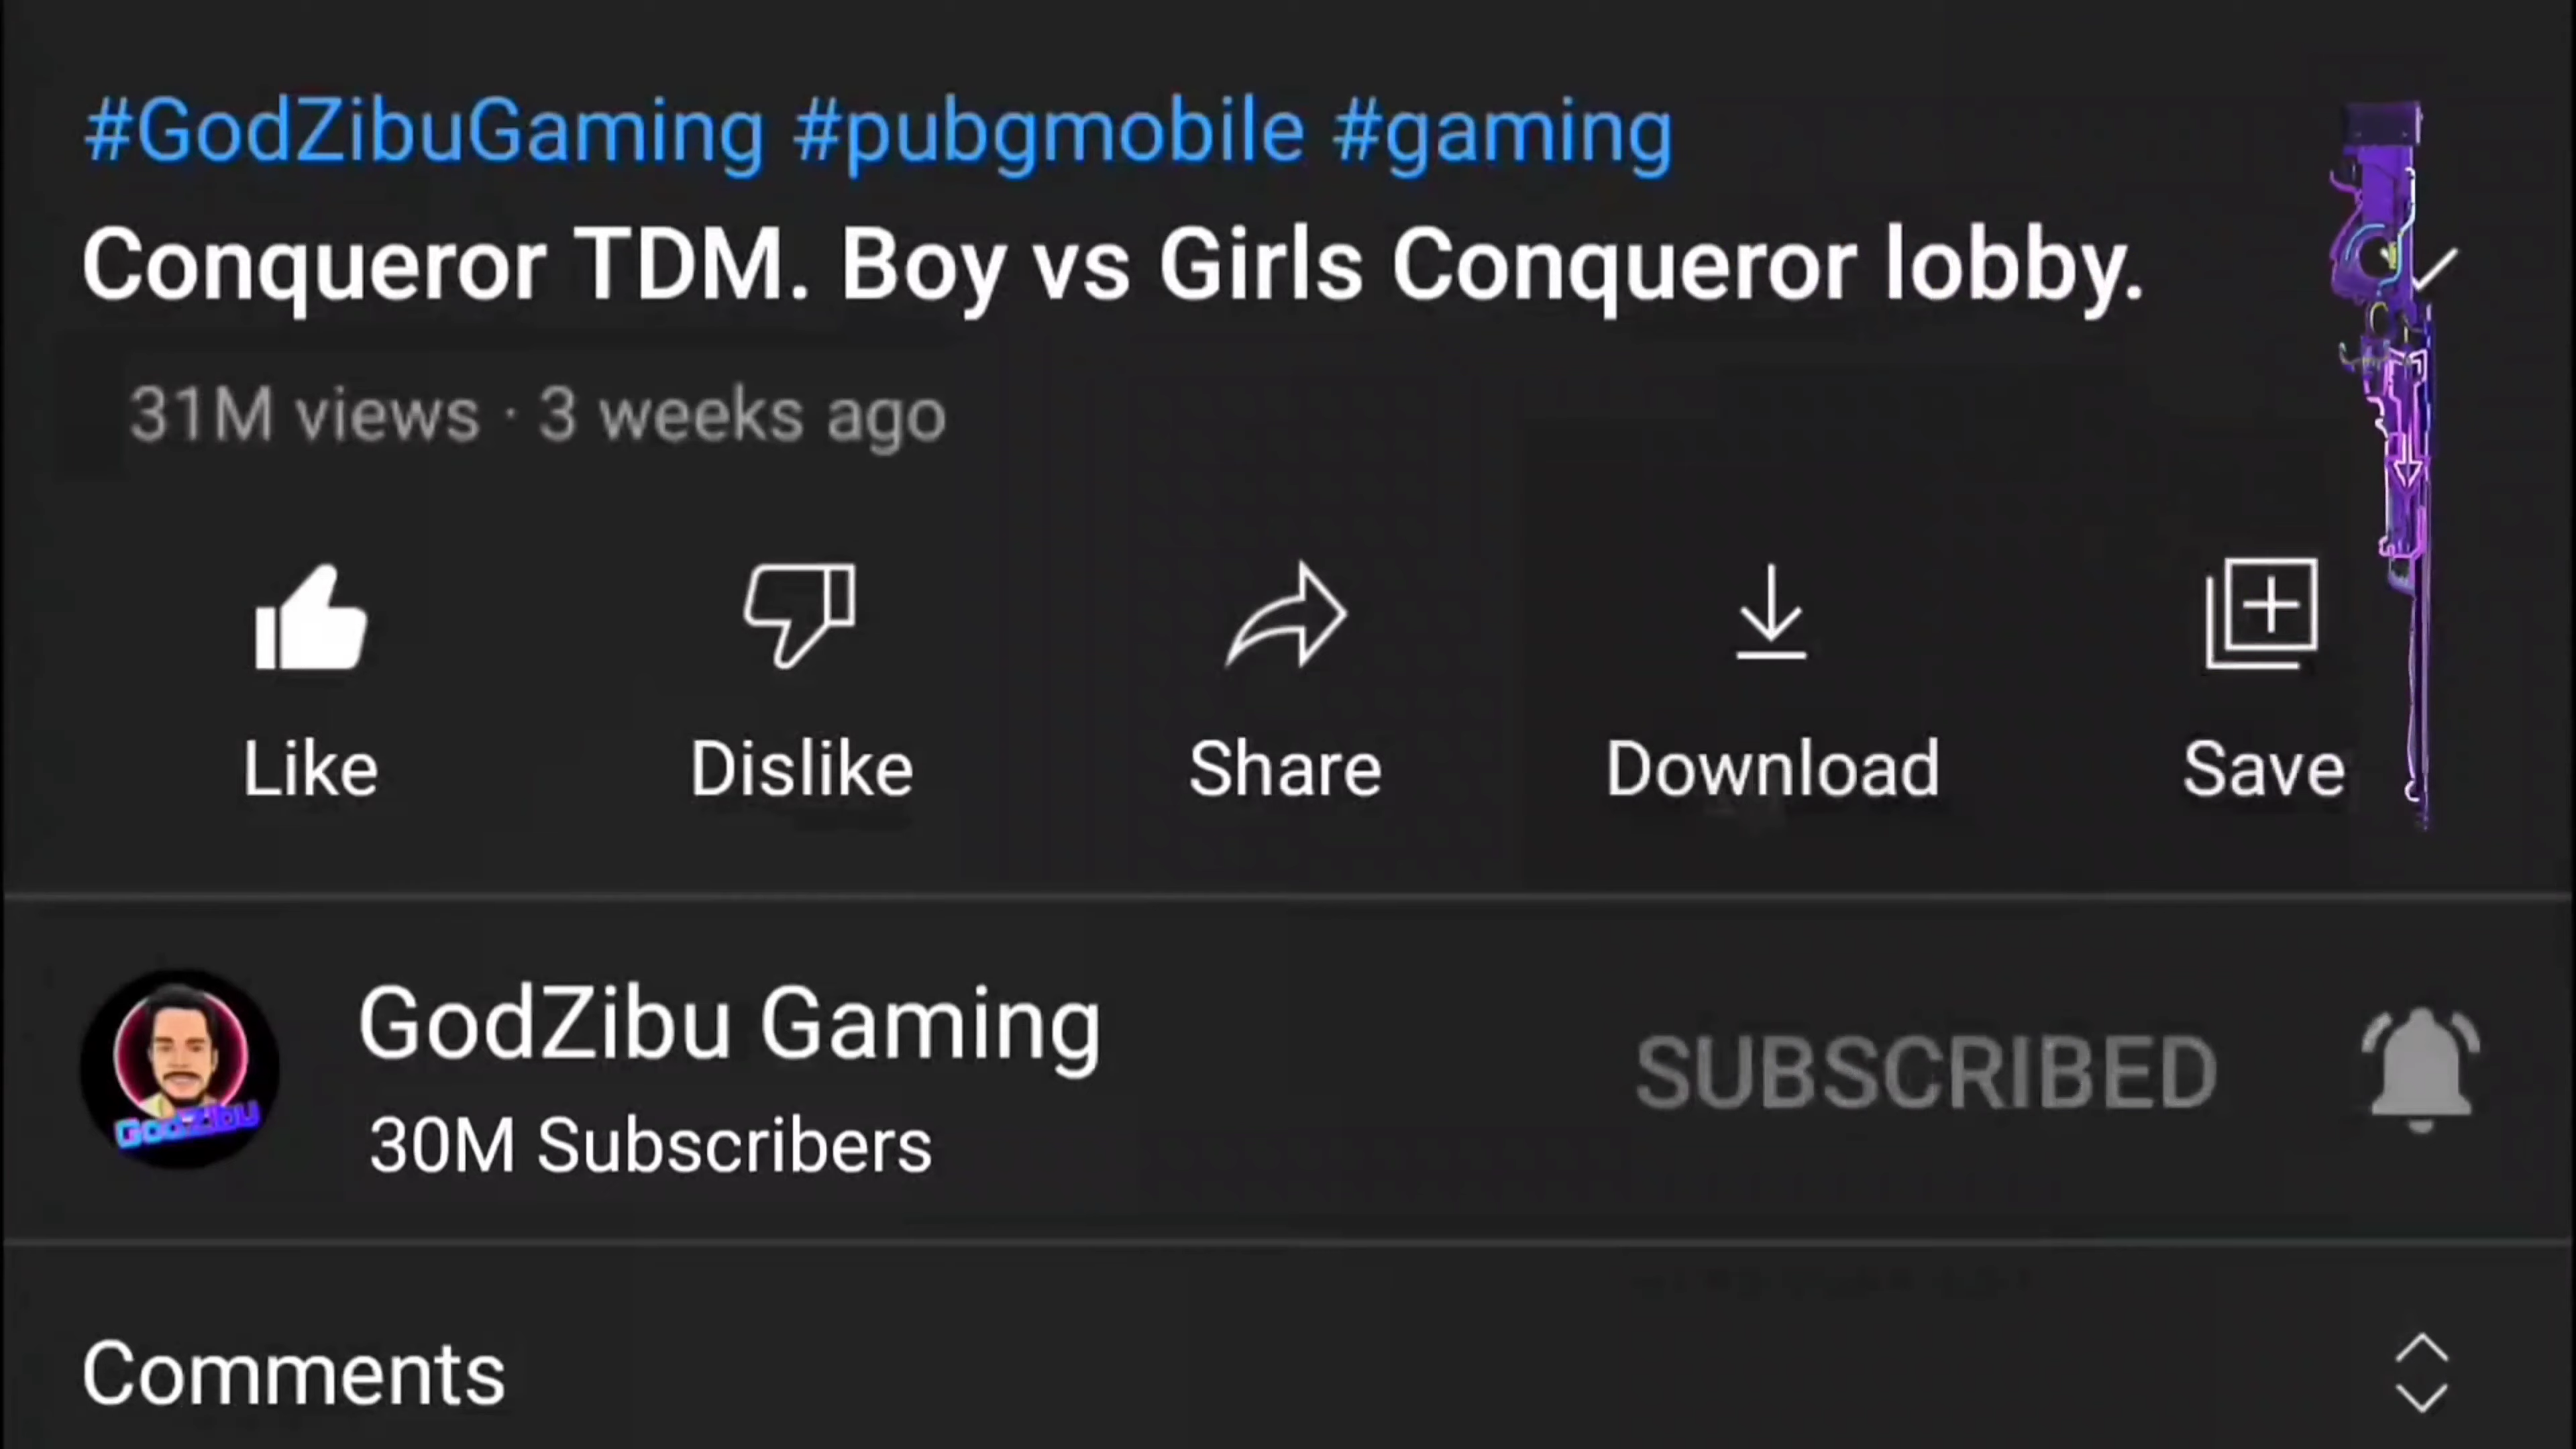 #GodZibuGaming #pubgmobile #gaming
Conqueror TDM. Boy vs Girls Conqueror lobby.
31M views · 3 weeks ago
Like Dislike Share Download Save
GodZibu
GodZibu Gaming
SUBSCRIBED
30M Subscribers
Comments